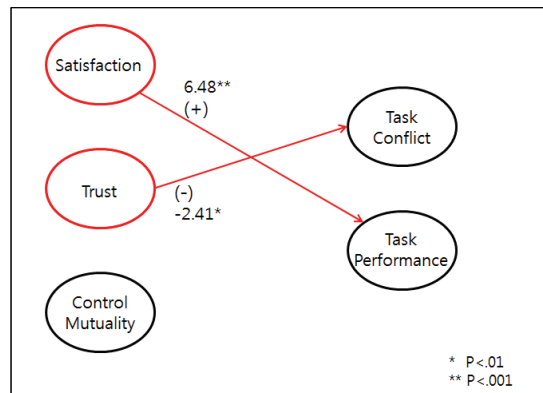 Satisfaction
6.48**
(+)
Task
Conflict
Trust
(-)
-2.41*
Task
Performance
Control
Mutuality
* P<.01
** P<.001